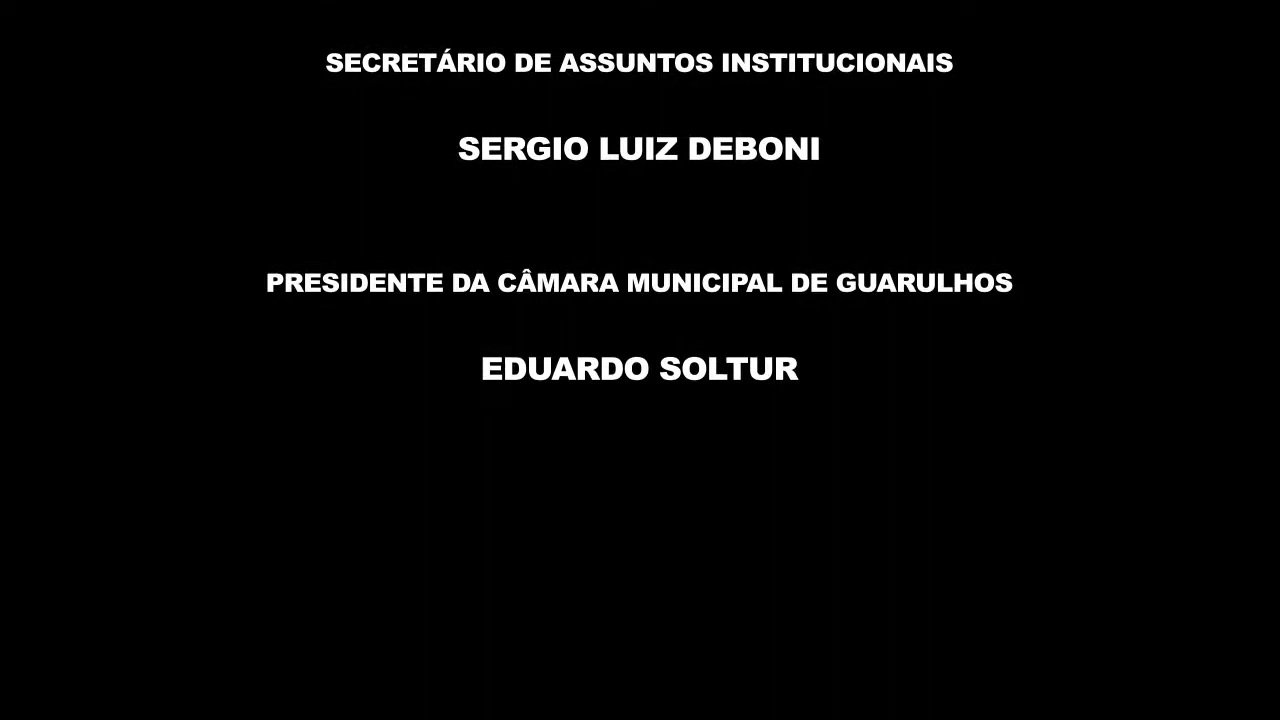 SECRETÁRIO DE ASSUNTOS INSTITUCIONAIS
SERGIO LUIZ DEBONI
PRESIDENTE DA CÂMARA MUNICIPAL DE GUARULHOS
EDUARDO SOLTUR